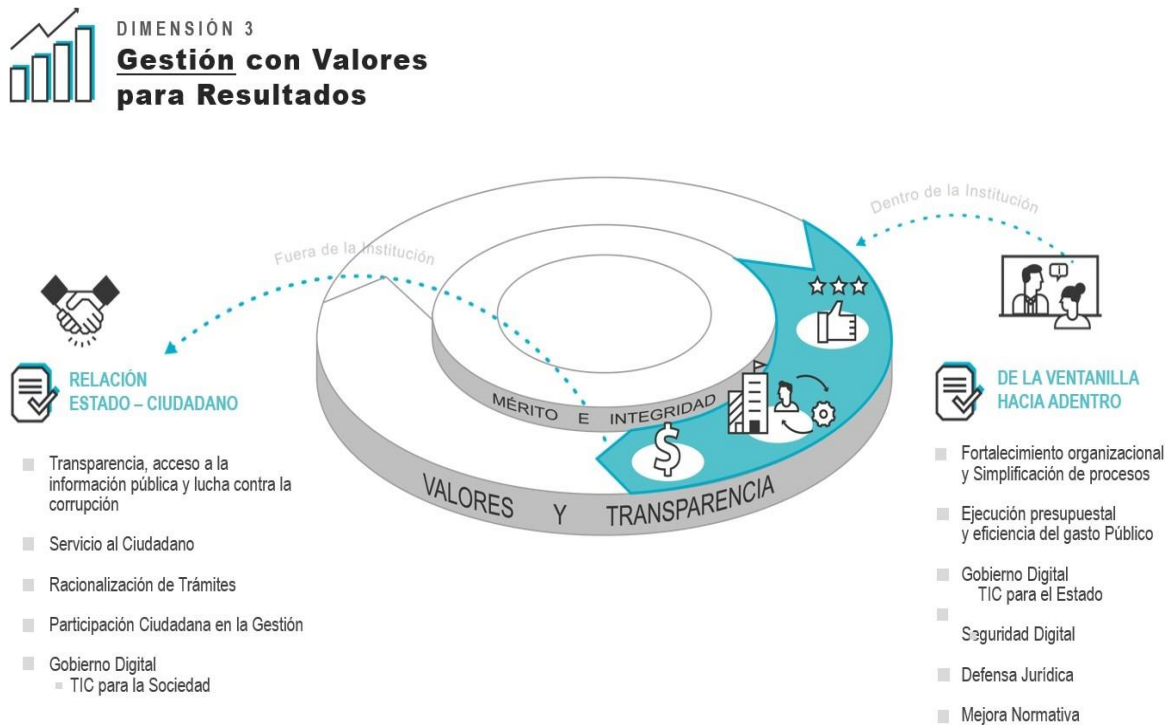 DIMENSIÓN 3
Gestión con Valores
para Resultados
Dentro de la Institución
Fuera de la Institución
RELACIÓN
ESTADO – CIUDADANO
Transparencia, acceso a la
información pública y lucha contra la
corrupción
Servicio al Ciudadano
Racionalización de Trámites
Participación Ciudadana en la Gestión
Gobierno Digital
TIC para la Sociedad
MÉRITO E INTEGRIDAD
VALORES Y TRANSPARENCIA
$
DE LA VENTANILLA
HACIA ADENTRO
Fortalecimiento organizacional
y Simplificación de procesos
Ejecución presupuestal
y eficiencia del gasto Público
Gobierno Digital
TIC para el Estado
Seguridad Digital
Defensa Jurídica
Mejora Normativa